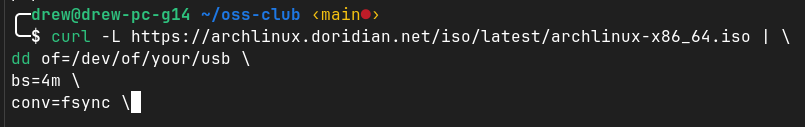 drew@drew-pc-g14 ~/oss-club ‹main●›
$ curl -L https://archlinux.doridian.net/iso/latest/archlinux-x86_64.iso | \
dd of=/dev/of/your/usb \
bs=4m \
conv=fsync \